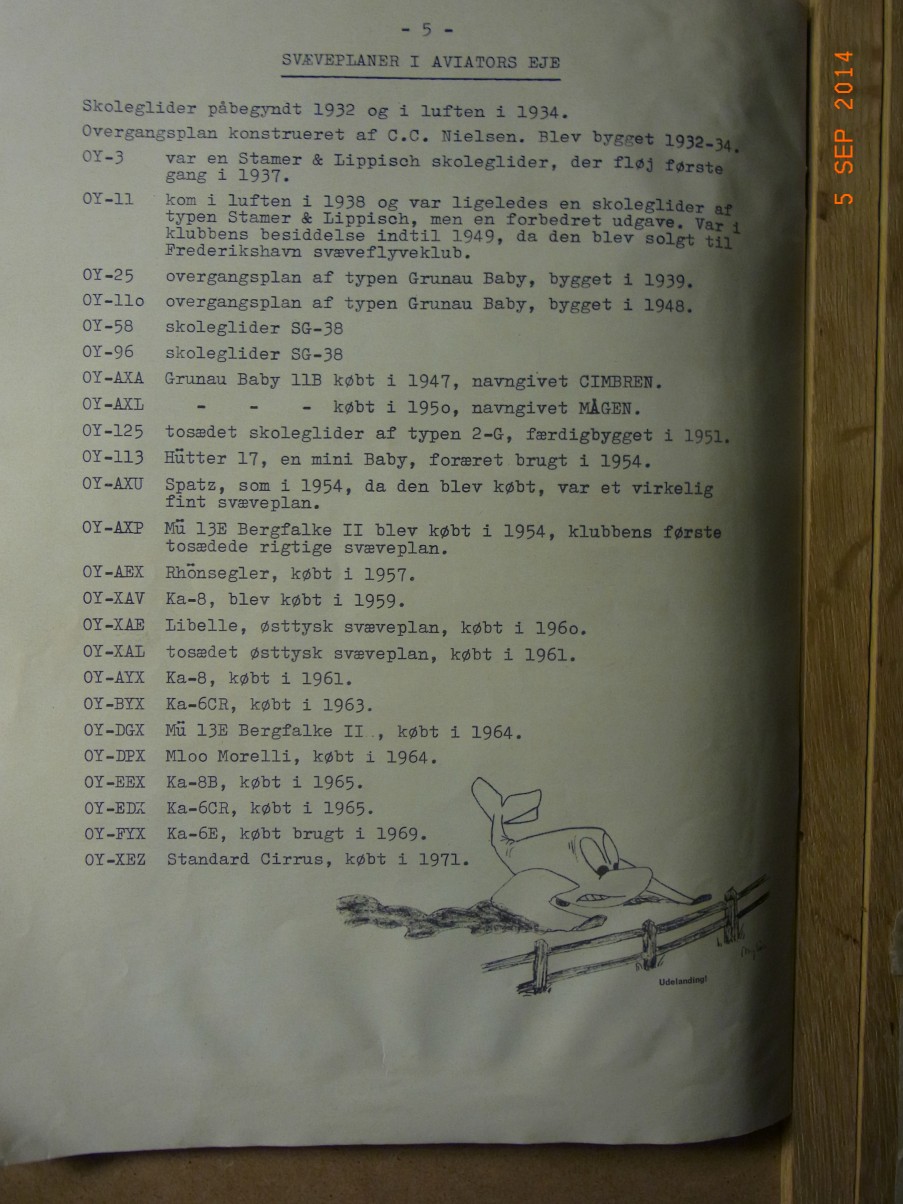 - 5 -
SVÆVEPLANER I AVIATORS EJE
Skoleglider påbegyndt 1932 og i luften i 1934.
Overgangsplan konstrueret af C.C. Nielsen. Blev bygget 1932-34.
OY-3 var en Stamer & Lippisch skoleglider, der fløj første
gang i 1937.
OY-11 kom i luften i 1938 og var ligeledes en skoleglider af
typen Stamer & Lippisch, men en forbedret udgave. Var i
klubbens besiddelse indtil 1949, da den blev solgt til
Frederikshavn svæveflyveklub.
OY-25 overgangsplan af typen Grunau Baby, bygget i 1939.
OY-11o overgangsplan af typen Grunau Baby, bygget i 1948.
OY-58 skoleglider SG-38
OY-96 skoleglider SG-38
OY-AXA Grunau Baby 11B købt i 1947, navngivet CIMBREN.
OY-AXL - - - købt i 195o, navngivet MÅGEN.
OY-125 tosædet skoleglider af typen 2-G, færdigbygget i 1951.
OY-113 Hütter 17, en mini Baby, foræret brugt i 1954.
OY-AXU Spatz, som i 1954, da den blev købt, var et virkelig
fint svæveplan.
OY-AXP Mü 13E Bergfalke II blev købt i 1954, klubbens første
tosædede rigtige svæveplan.
OY-AEX Rhönsegler, købt i 1957.
OY-XAV Ka-8, blev købt i 1959.
OY-XAE Libelle, østtysk svæveplan, købt i 196o.
OY-XAL tosædet østtysk svæveplan, købt i 1961.
OY-AYX Ka-8, købt i 1961.
OY-BYX Ka-6CR, købt i 1963.
OY-DGX Mü 13E Bergfalke II , købt i 1964.
OY-DPX M1oo Morelli, købt i 1964.
OY-EEX Ka-8B, købt i 1965.
OY-EDX Ka-6CR, købt i 1965.
OY-FYX Ka-6E, købt brugt i 1969.
OY-XEZ Standard Cirrus, købt i 1971.
Udelanding!
5 SEP 2014